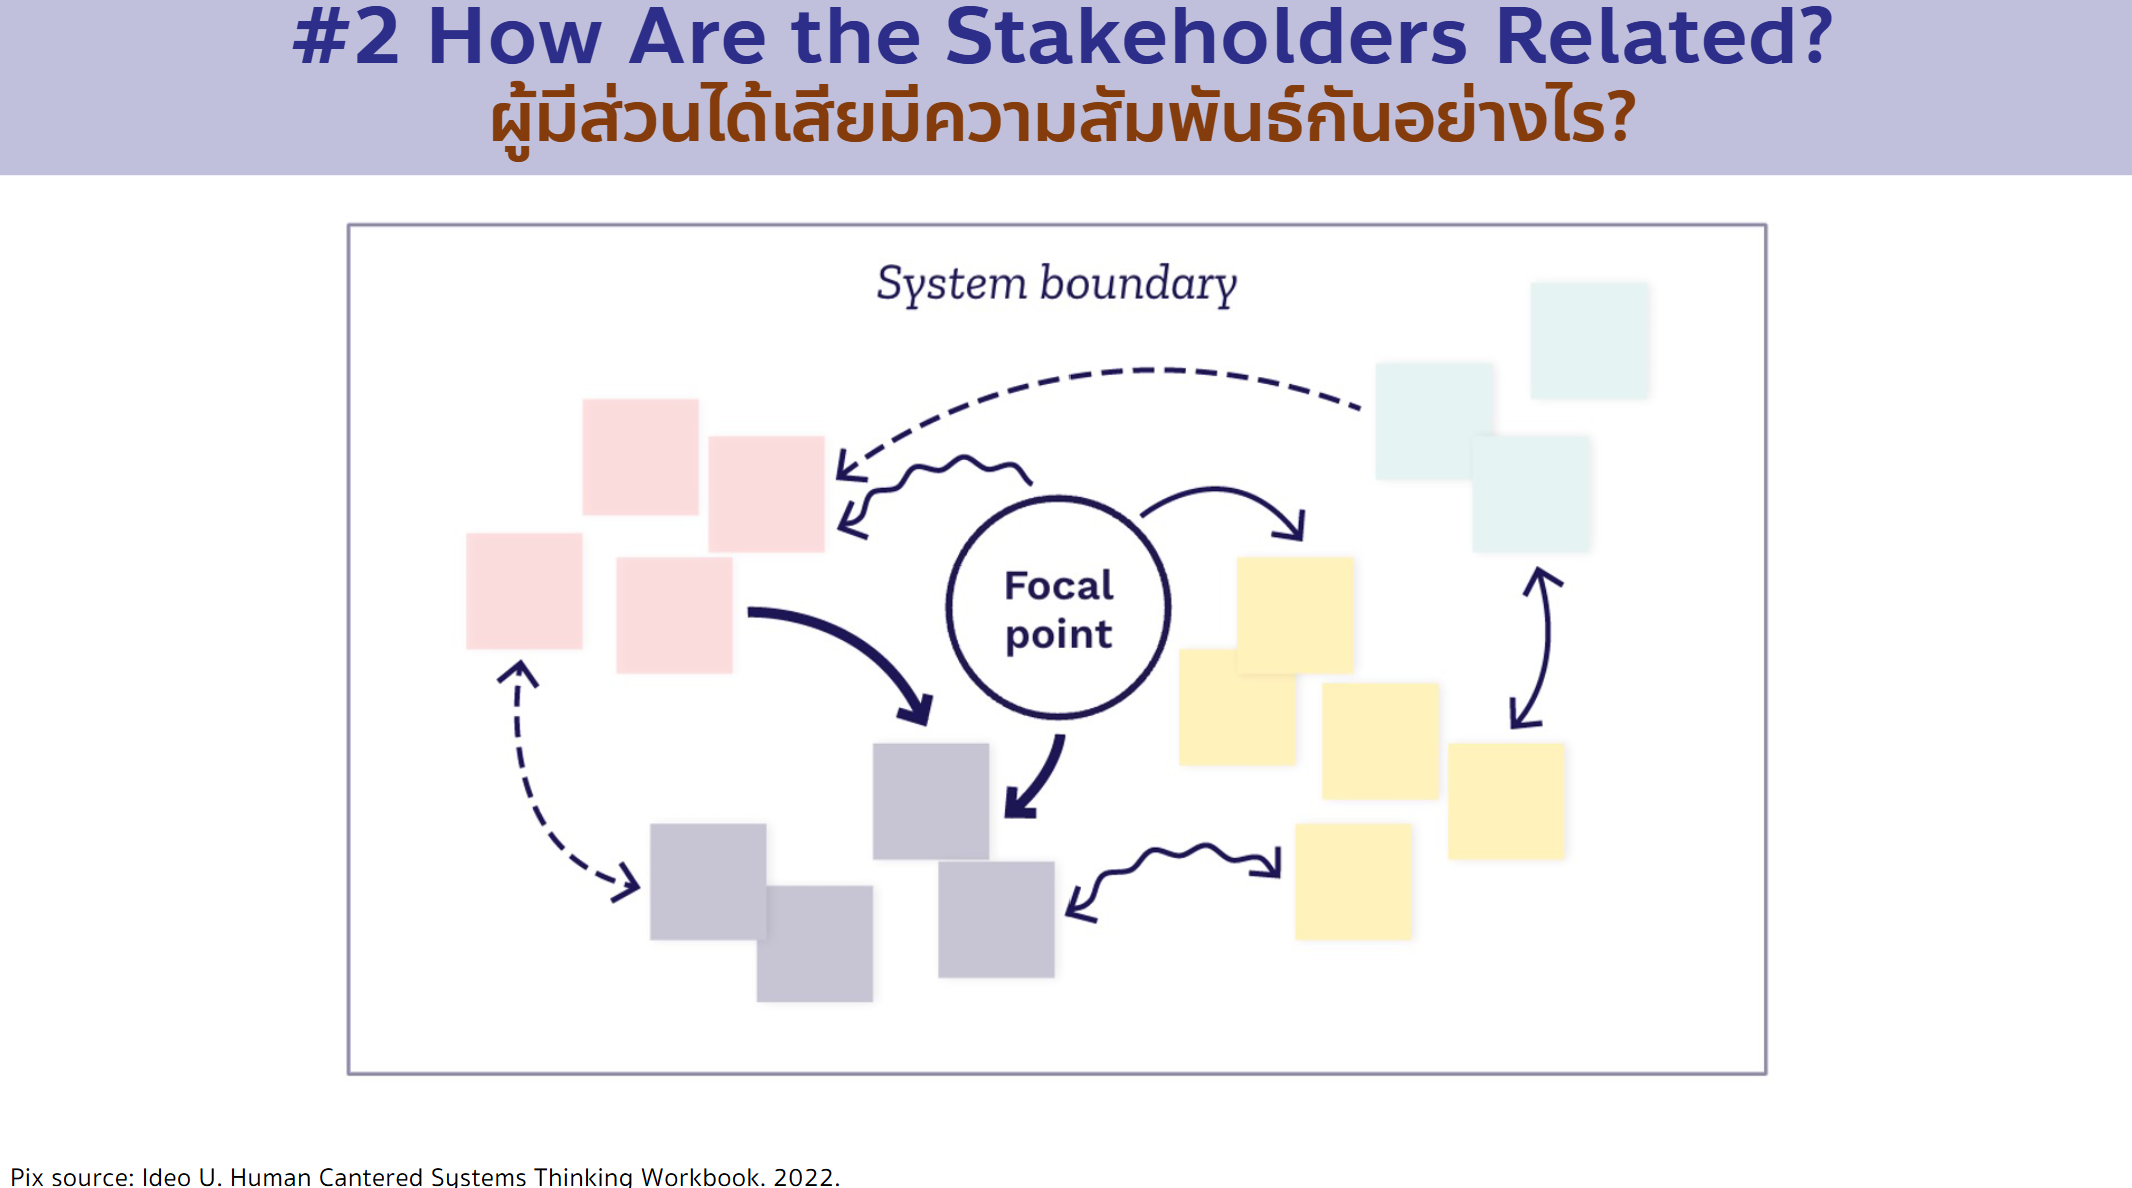 #2 How Are the Stakeholders Related?
ผู้มีส่วนได้เสียมีความสัมพันธ์กันอย่างไร?
System boundary
Focal
point
Pix source: Ideo U. Human Cantered Systems Thinking Workbook. 2022.